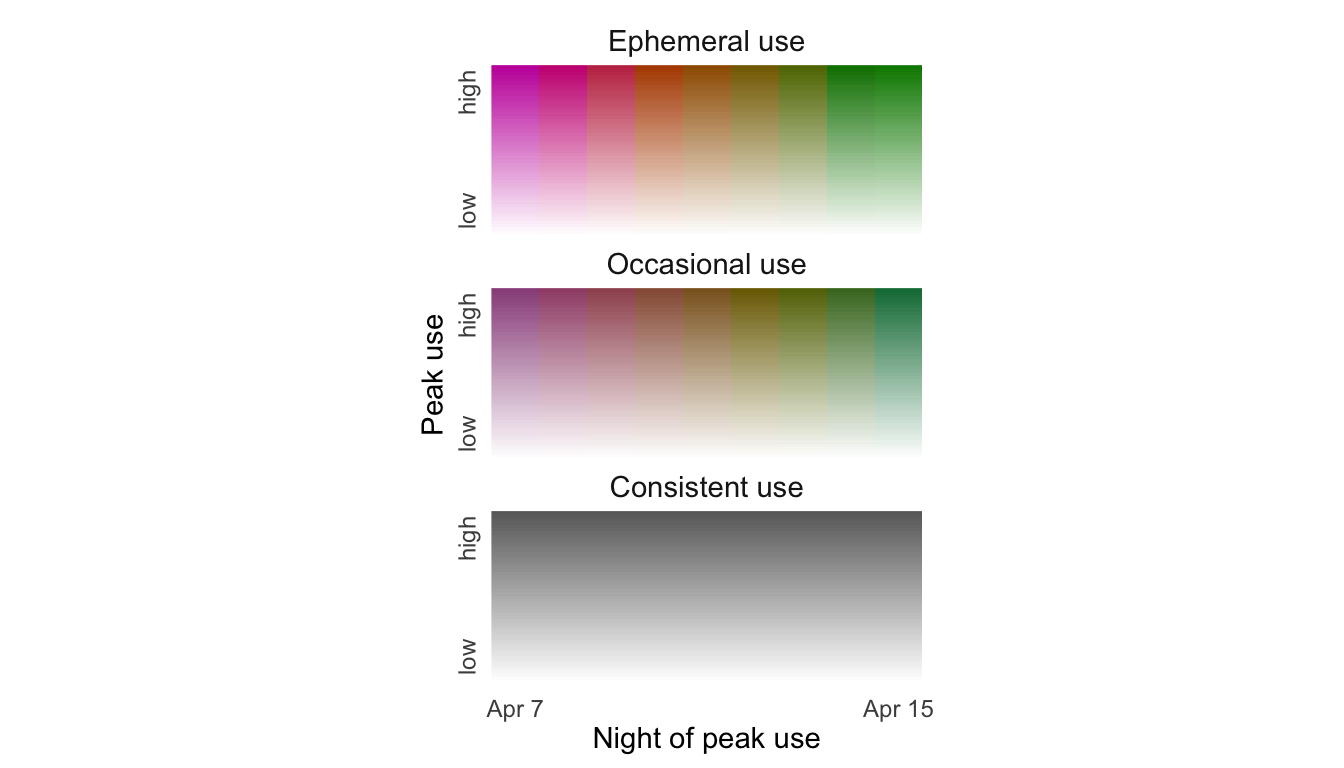 Ephemeral use
high
low
Occasional use
high
low
Peak use
Consistent use
high
low
Apr 7
Apr 15
Night of peak use